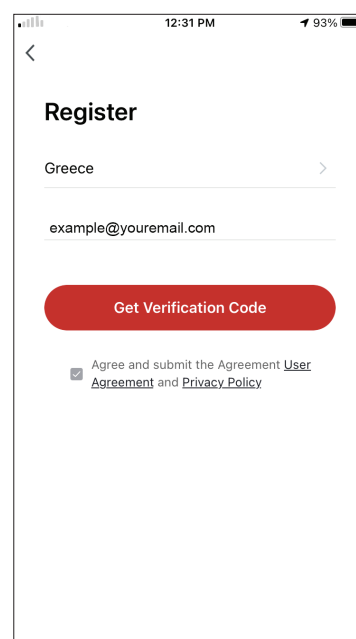 12:31 PM 93%
Register
Greece
example@youremail.com
Get Verification Code
Agree and submit the Agreement User
Agreement and Privacy Policy